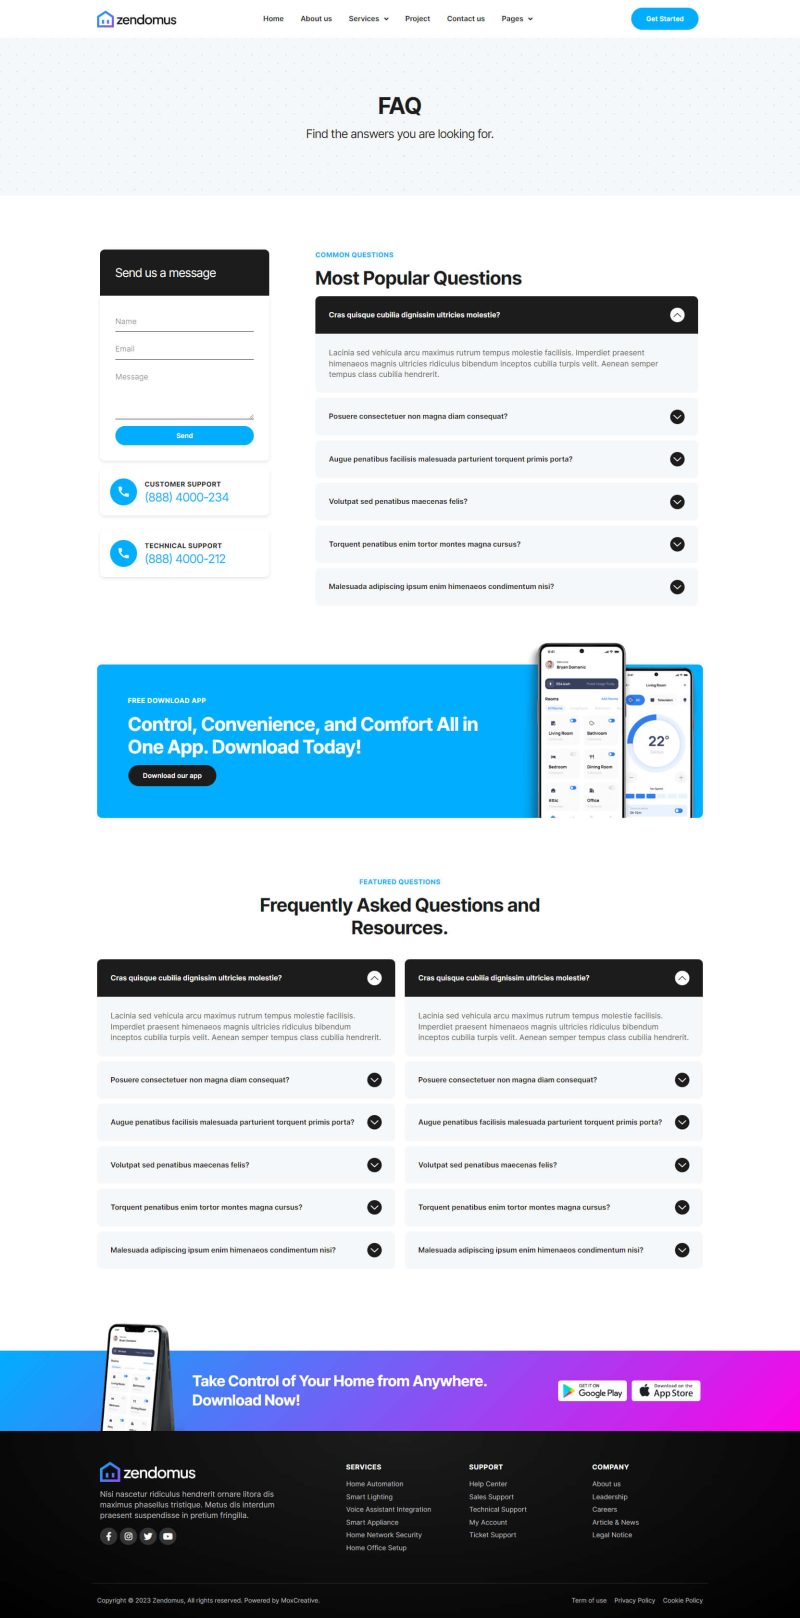 zendomus
Home
About us
Services
Project
Contact us
Pages
Get Started
FAQ
Find the answers you are looking for.
Send us a message
Name
Email
Message
Send
CUSTOMER SUPPORT
(888) 4000-234
TECHNICAL SUPPORT
(888) 4000-212
COMMON QUESTIONS
Most Popular Questions
Cras quisque cubilia dignissim ultricies molestie?
Lacinia sed vehicula arcu maximus rutrum tempus molestie facilisis. Imperdiet praesent
himenaeos magnis ultricies ridiculus bibendum inceptos cubilia turpis velit. Aenean semper
tempus class cubilia hendrerit.
Posuere consectetuer non magna diam consequat?
Augue penatibus facilisis malesuada parturient torquent primis porta?
Volutpat sed penatibus maecenas felis?
Torquent penatibus enim tortor montes magna cursus?
Malesuada adipiscing ipsum enim himenaeos condimentum nisi?
FREE DOWNLOAD APP
Control, Convenience, and Comfort All in
One App. Download Today!
Download our app
Bryan Domanic
Rooms
Living Room
Bathroom
Bedroom
Dining Room
Attic
Office
Living Room
22°
FEATURED QUESTIONS
Frequently Asked Questions and
Resources.
Cras quisque cubilia dignissim ultricies molestie?
Lacinia sed vehicula arcu maximus rutrum tempus molestie facilisis.
Imperdiet praesent himenaeos magnis ultricies ridiculus bibendum
inceptos cubilia turpis velit. Aenean semper tempus class cubilia hendrerit.
Posuere consectetuer non magna diam consequat?
Augue penatibus facilisis malesuada parturient torquent primis porta?
Volutpat sed penatibus maecenas felis?
Torquent penatibus enim tortor montes magna cursus?
Malesuada adipiscing ipsum enim himenaeos condimentum nisi?
Cras quisque cubilia dignissim ultricies molestie?
Lacinia sed vehicula arcu maximus rutrum tempus molestie facilisis.
Imperdiet praesent himenaeos magnis ultricies ridiculus bibendum
inceptos cubilia turpis velit. Aenean semper tempus class cubilia hendrerit.
Posuere consectetuer non magna diam consequat?
Augue penatibus facilisis malesuada parturient torquent primis porta?
Volutpat sed penatibus maecenas felis?
Torquent penatibus enim tortor montes magna cursus?
Malesuada adipiscing ipsum enim himenaeos condimentum nisi?
Take Control of Your Home from Anywhere.
Download Now!
GET IT ON
Google Play
Download on the
App Store
zendomus
Nisi nascetur ridiculus hendrerit ornare litora dis
maximus phasellus tristique. Metus dis interdum
praesent suspendisse in pretium fringilla.
SERVICES
Home Automation
Smart Lighting
Voice Assistant Integration
Smart Appliance
Home Network Security
Home Office Setup
SUPPORT
Help Center
Sales Support
Technical Support
My Account
Ticket Support
COMPANY
About us
Leadership
Careers
Article & News
Legal Notice
Copyright © 2023 Zendomus, All rights reserved. Powered by MoxCreative.
Term of use
Privacy Policy
Cookie Policy